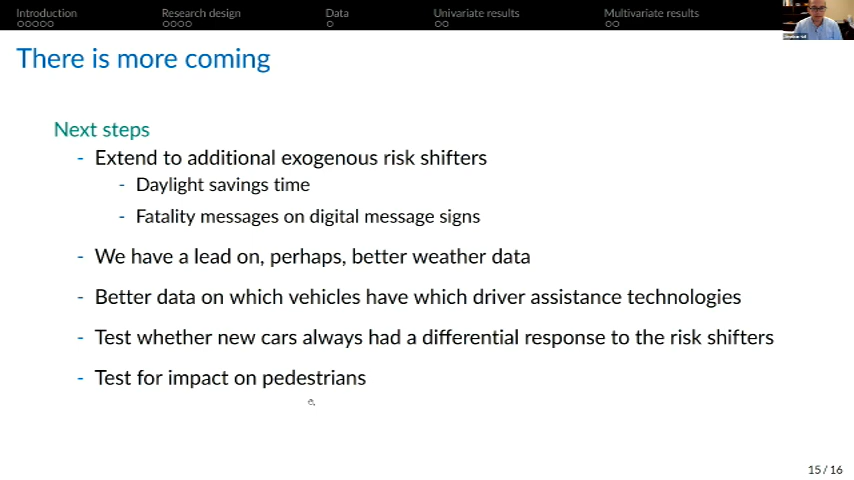 Introduction
Research design
Data
Univariate results
Multivariate results
There is more coming
Next steps
- Extend to additional exogenous risk shifters
- Daylight savings time
- Fatality messages on digital message signs
- We have a lead on, perhaps, better weather data
- Better data on which vehicles have which driver assistance technologies
- Test whether new cars always had a differential response to the risk shifters
- Test for impact on pedestrians
15 / 16